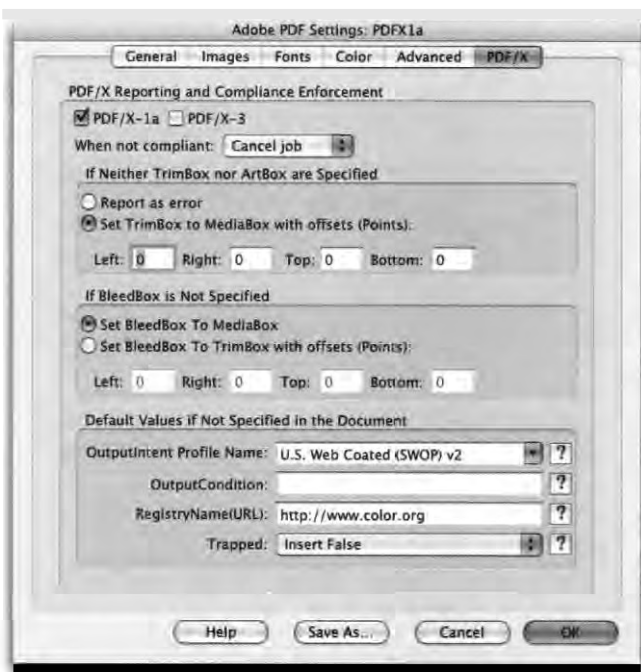 Adobe PDF Settings: PDFX1a
General Images Fonts Color Advanced PDF/X
PDF/X Reporting and Compliance Enforcement
PDF/X-1a PDF/X-3
When not compliant: Cancel job
If Neither TrimBox nor ArtBox are Specified
Report as error
Set TrimBox to MediaBox with offsets (Points):
Left: 0 Right: 0 Top: 0 Bottom: 0
If BleedBox is Not Specified
Set BleedBox To MediaBox
Set BleedBox To TrimBox with offsets (Points):
Left: 0 Right: 0 Top: 0 Bottom: 0
Default Values if Not Specified in the Document
OutputIntent Profile Name: U.S. Web Coated (SWOP) v2 ?
OutputCondition: ?
RegistryName(URL): http://www.color.org ?
Trapped: Insert False ?
Help Save As... Cancel OK